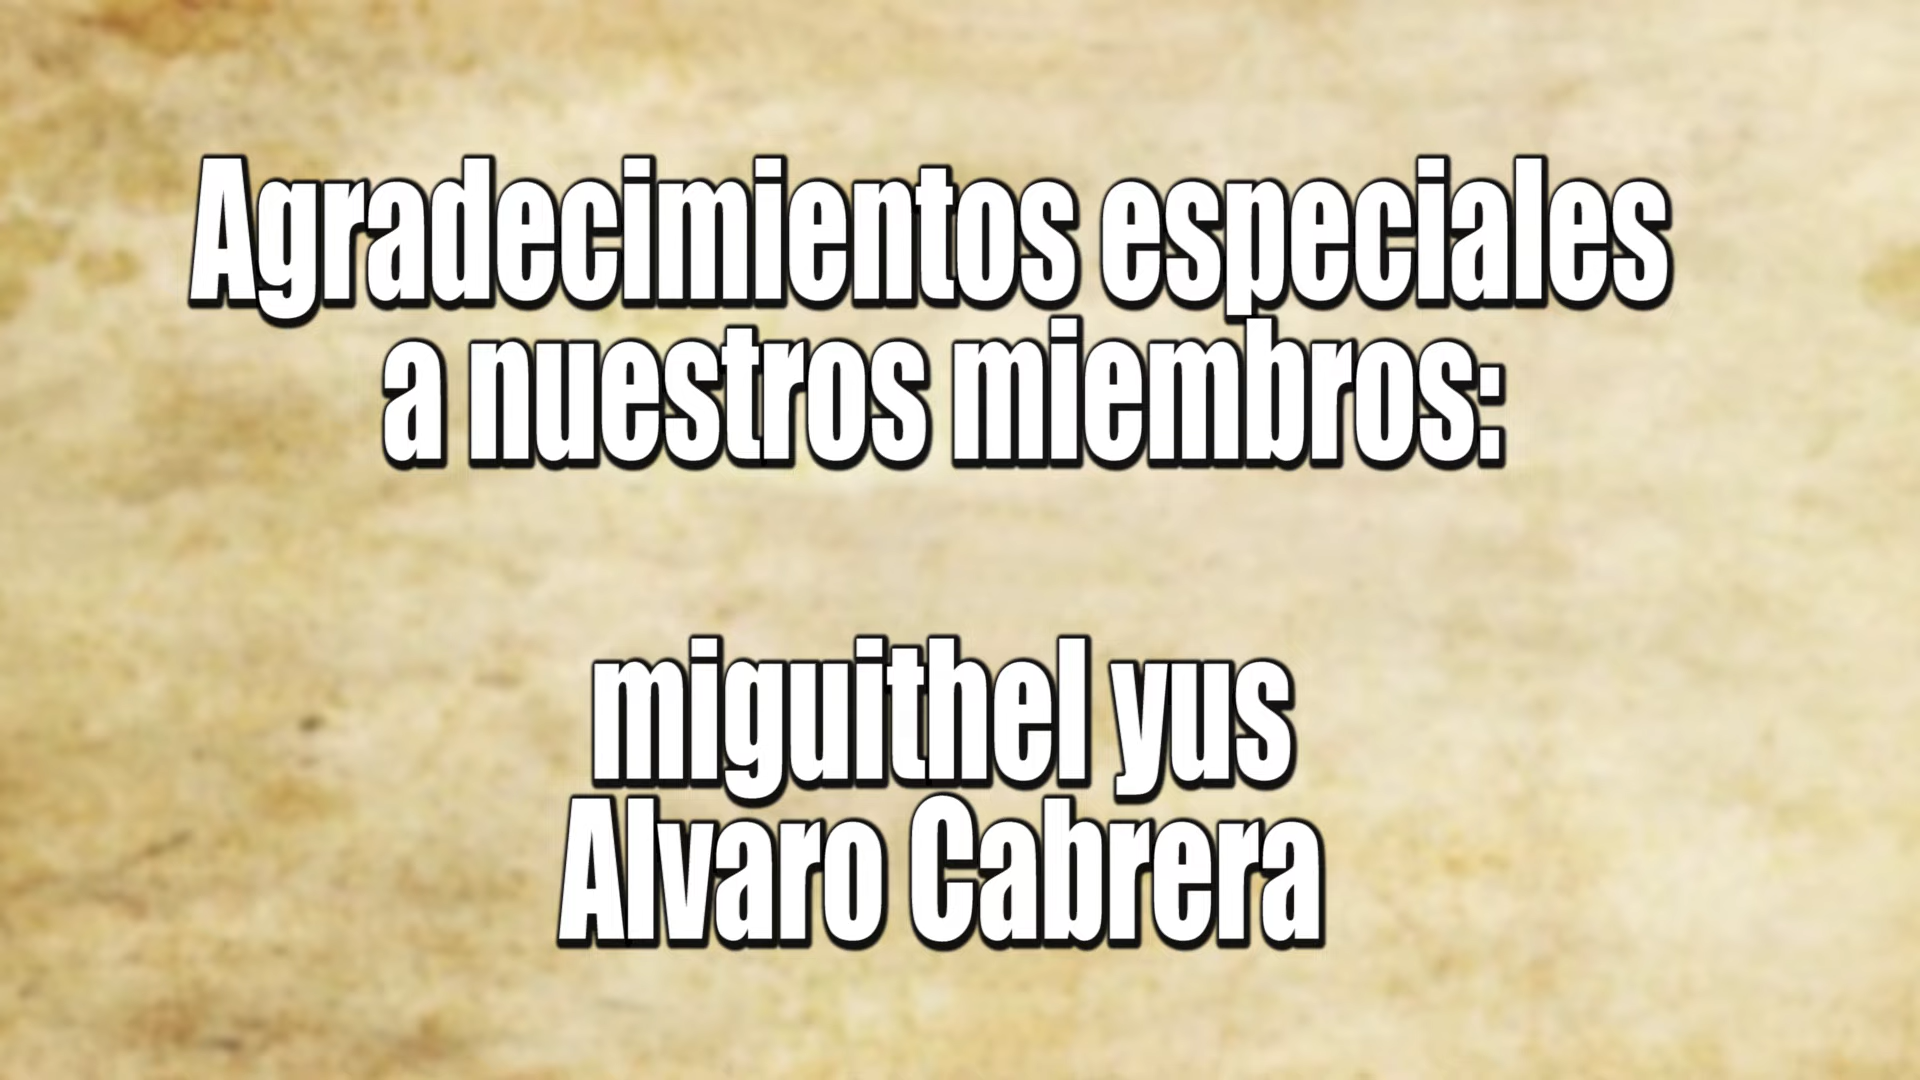 Agradecimientos especiales
a nuestros miembros:
miguithel yus
Alvaro Cabrera